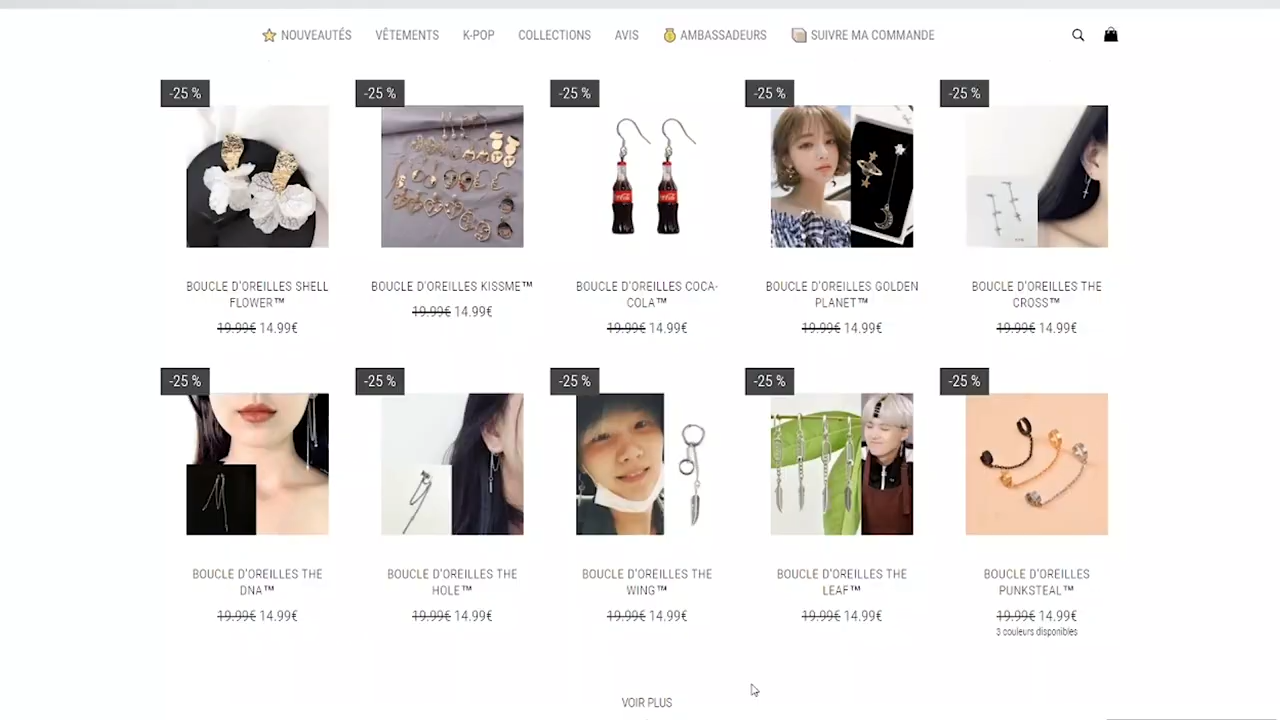 NOUVEAUTÉS VÊTEMENTS K-POP COLLECTIONS AVIS AMBASSADEURS SUIVRE MA COMMANDE
-25 % -25 % -25 % -25 % -25 %
BOUCLE D'OREILLES SHELL FLOWER™
19.99€ 14.99€
BOUCLE D'OREILLES KISSME™
19.99€ 14.99€
BOUCLE D'OREILLES COCA-
COLA™
19.99€ 14.99€
BOUCLE D'OREILLES GOLDEN
PLANET™
19.99€ 14.99€
BOUCLE D'OREILLES THE
CROSS™
19.99€ 14.99€
-25 % -25 % -25 % -25 % -25 %
BOUCLE D'OREILLES THE
DNA™
19.99€ 14.99€
BOUCLE D'OREILLES THE
HOLE™
19.99€ 14.99€
BOUCLE D'OREILLES THE
WING™
19.99€ 14.99€
BOUCLE D'OREILLES THE
LEAF™
19.99€ 14.99€
BOUCLE D'OREILLES
PUNKSTEAL™
19.99€ 14.99€
3 couleurs disponibles
VOIR PLUS